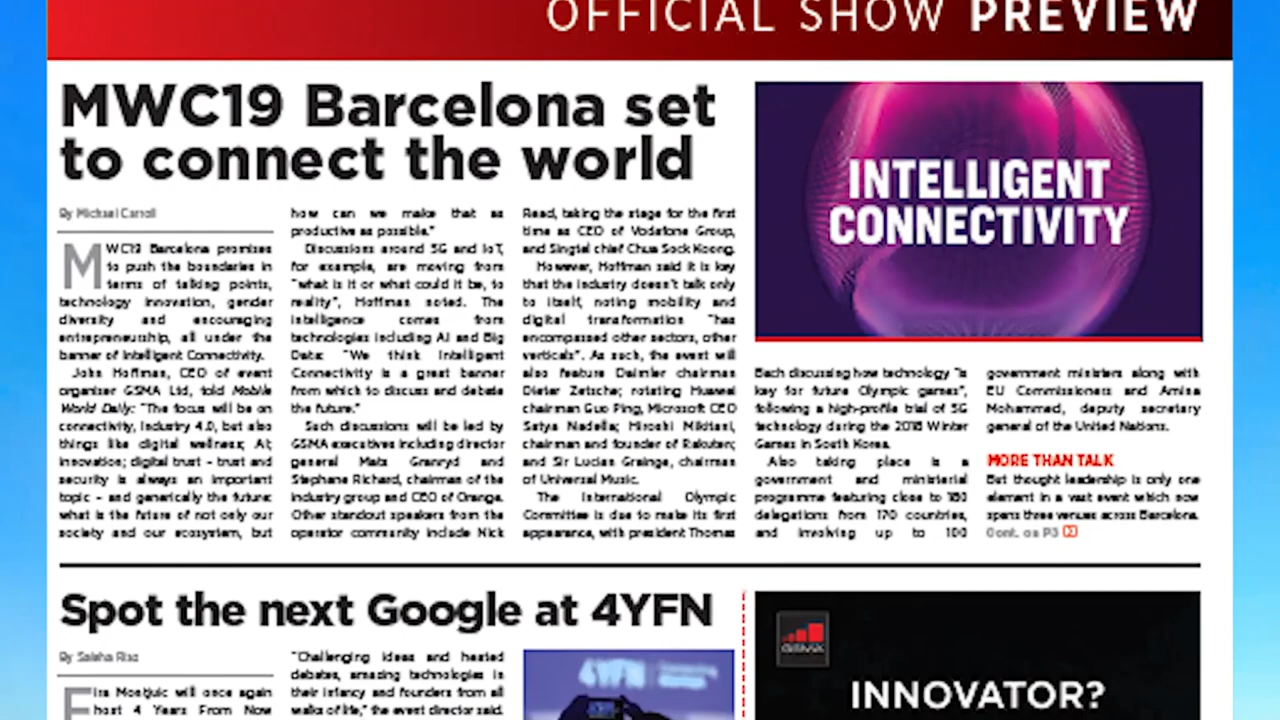 OFFICIAL SHOW PREVIEW
MWC19 Barcelona set
to connect the world
By Michael Carroll
MWC19 Barcelona promises
to push the boundaries in
terms of talking points,
technology innovation, gender
diversity and encouraging
entrepreneurship, all under the
banner of Intelligent Connectivity.
John Hoffman, CEO of event
organiser GSMA Ltd, told Mobile
World Daily: "The focus will be on
connectivity, Industry 4.0, but also
things like digital wellness; AI;
innovation; digital trust – trust and
security is always an important
topic – and generically the future:
what is the future of not only our
society and our ecosystem, but
how can we make that as
productive as possible."
Discussions around 5G and IoT,
for example, are moving from
"what is it or what could it be, to
reality", Hoffman noted. The
intelligence comes from
technologies including AI and Big
Data: "We think Intelligent
Connectivity is a great banner
from which to discuss and debate
the future."
Such discussions will be led by
GSMA executives including director
general Mats Granryd and
Stephane Richard, chairman of the
industry group and CEO of Orange.
Other standout speakers from the
operator community include Nick
Read, taking the stage for the first
time as CEO of Vodafone Group,
and Singtel chief Chua Sock Koong.
However, Hoffman said it is key
that the industry doesn't talk only
to itself, noting mobility and
digital transformation "has
encompassed other sectors, other
verticals". As such, the event will
also feature Daimler chairman
Dieter Zetsche; rotating Huawei
chairman Guo Ping, Microsoft CEO
Satya Nadella; Hiroshi Mikitani,
chairman and founder of Rakuten;
and Sir Lucian Grainge, chairman
of Universal Music.
The International Olympic
Committee is due to make its first
appearance, with president Thomas
INTELLIGENT
CONNECTIVITY
Bach discussing how technology "is
key for future Olympic games",
following a high-profile trial of 5G
technology during the 2018 Winter
Games in South Korea.
Also taking place is a
government and ministerial
programme featuring close to 180
delegations from 170 countries,
and involving up to 100
government ministers along with
EU Commissioners and Amina
Mohammed, deputy secretary
general of the United Nations.
MORE THAN TALK
But thought leadership is only one
element in a vast event which now
spans three venues across Barcelona.
Cont. on P3
Spot the next Google at 4YFN
By Saleha Riaz
Fira Montjuic will once again
host 4 Years From Now
"Challenging ideas and heated
debates, amazing technologies in
their infancy and founders from all
walks of life," the event director said.
4YFN
GSMA
INNOVATOR?